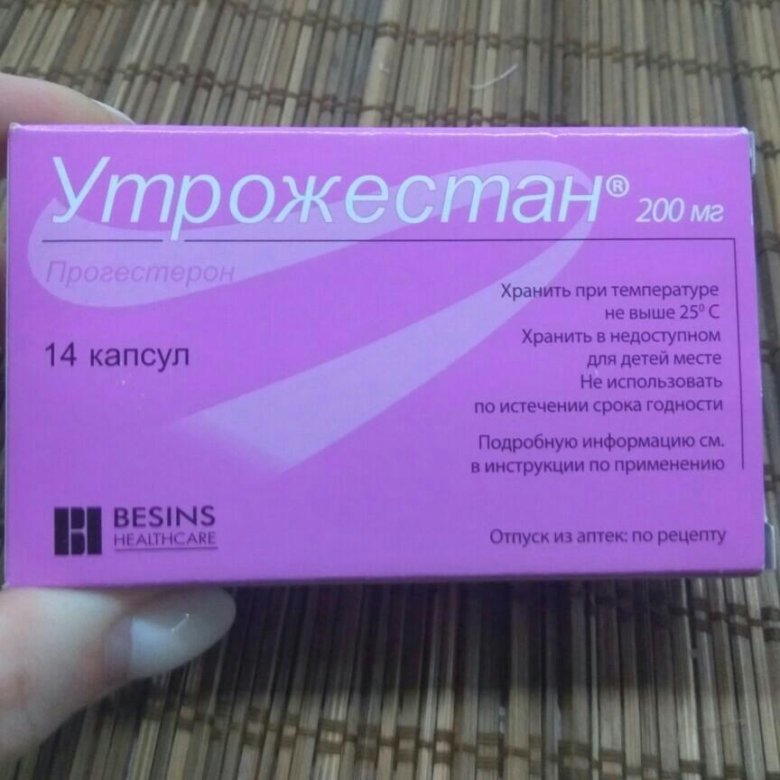 Утрожестан® 200 мг
Прогестерон
14 капсул
Хранить при температуре
не выше 25⁰ С
Хранить в недоступном
для детей месте
Не использовать
по истечении срока годности
Подробную информацию см.
в инструкции по применению
BESINS
HEALTHCARE
Отпуск из аптек: по рецепту